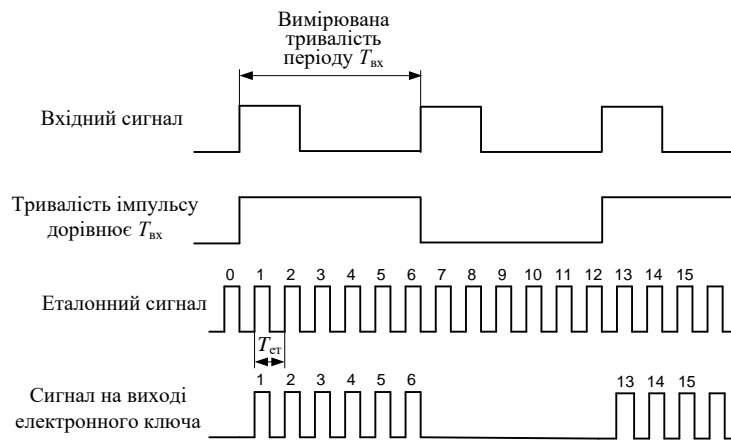 Вимірювана
тривалість
періоду Tвх
Вхідний сигнал
Тривалість імпульсу
дорівнює Tвх
0 1 2 3 4 5 6 7 8 9 10 11 12 13 14 15
Еталонний сигнал
Tет
1 2 3 4 5 6 13 14 15
Сигнал на виході
електронного ключа